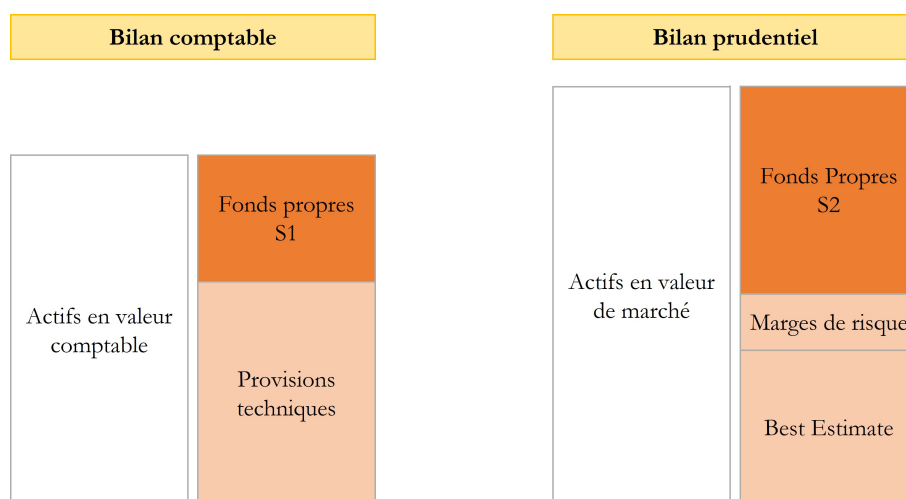 Bilan comptable
Bilan prudentiel
Fonds propres
S1
Actifs en valeur
comptable
Provisions
techniques
Actifs en valeur
de marché
Fonds Propres
S2
Marges de risque
Best Estimate